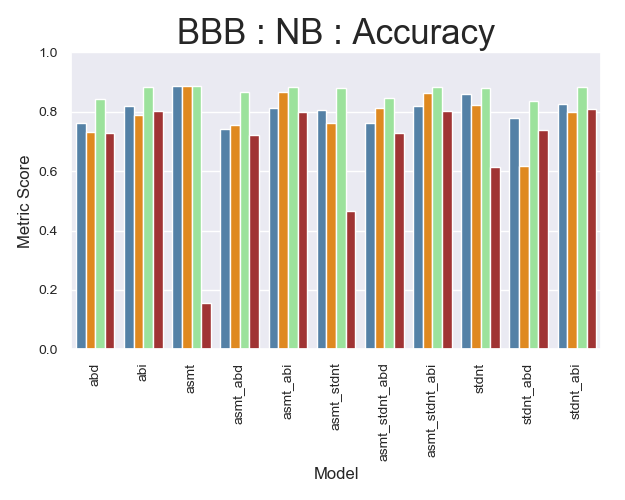 BBB : NB : Accuracy
Metric Score
1.0
0.8
0.6
0.4
0.2
0.0
abd
abi
asmt
asmt_abd
asmt_abi
asmt_stdnt
asmt_stdnt_abd
asmt_stdnt_abi
stdnt
stdnt_abd
stdnt_abi
Model